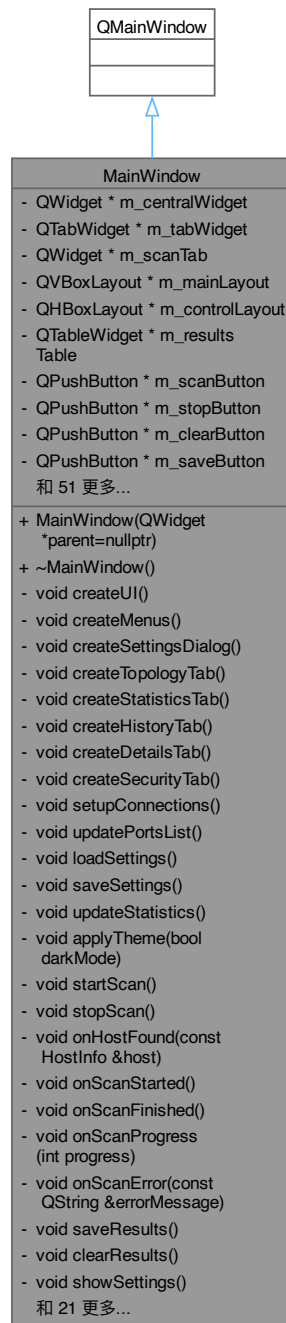 QMainWindow
MainWindow
- QWidget * m_centralWidget
- QTabWidget * m_tabWidget
- QWidget * m_scanTab
- QVBoxLayout * m_mainLayout
- QHBoxLayout * m_controlLayout
- QTableWidget * m_results
Table
- QPushButton * m_scanButton
- QPushButton * m_stopButton
- QPushButton * m_clearButton
- QPushButton * m_saveButton
和 51 更多...
+ MainWindow(QWidget
*parent=nullptr)
+ ~MainWindow()
- void createUI()
- void createMenus()
- void createSettingsDialog()
- void createTopologyTab()
- void createStatisticsTab()
- void createHistoryTab()
- void createDetailsTab()
- void createSecurityTab()
- void setupConnections()
- void updatePortsList()
- void loadSettings()
- void saveSettings()
- void updateStatistics()
- void applyTheme(bool
darkMode)
- void startScan()
- void stopScan()
- void onHostFound(const
HostInfo &host)
- void onScanStarted()
- void onScanFinished()
- void onScanProgress
(int progress)
- void onScanError(const
QString &errorMessage)
- void saveResults()
- void clearResults()
- void showSettings()
和 21 更多...